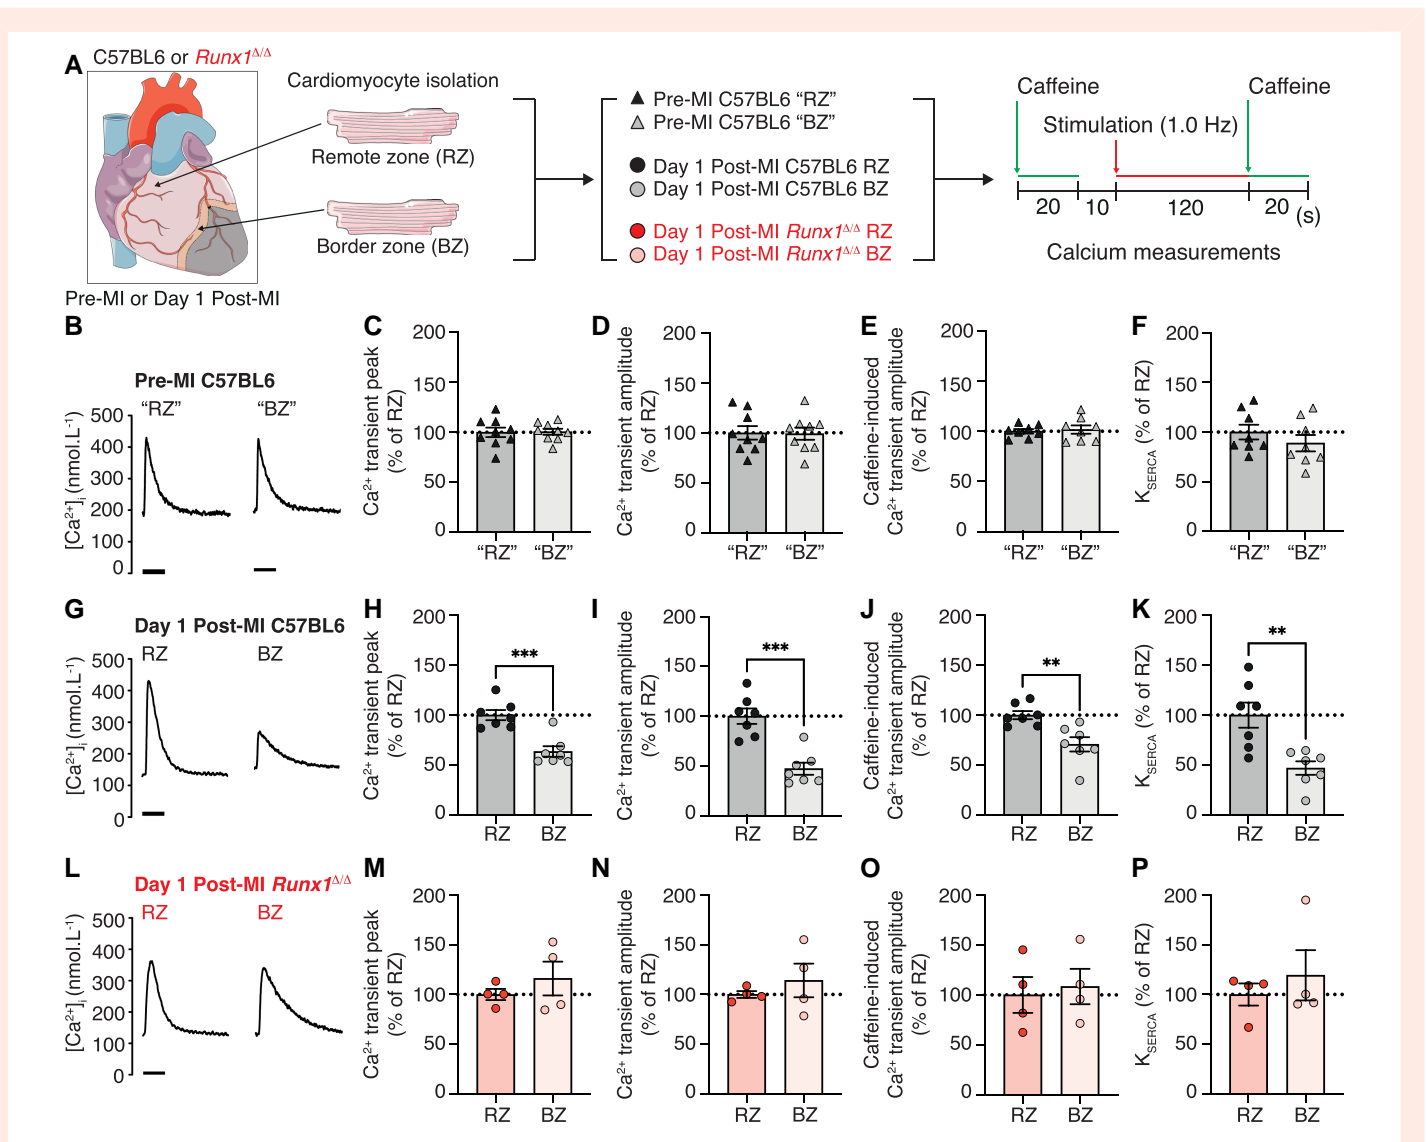 A
C57BL6 or Runx1Δ/Δ
Cardiomyocyte isolation
Remote zone (RZ)
Border zone (BZ)
Pre-MI or Day 1 Post-MI
Pre-MI C57BL6 “RZ”
Pre-MI C57BL6 “BZ”
Day 1 Post-MI C57BL6 RZ
Day 1 Post-MI C57BL6 BZ
Day 1 Post-MI Runx1Δ/Δ RZ
Day 1 Post-MI Runx1Δ/Δ BZ
Caffeine
Caffeine
Stimulation (1.0 Hz)
20 10 120 20 (s)
Calcium measurements
B
Pre-MI C57BL6
“RZ” “BZ”
[Ca²⁺]ᵢ (nmol.L⁻¹)
500
400
300
200
100
0
C
Ca²⁺ transient peak
(% of RZ)
200
150
100
50
0
“RZ” “BZ”
D
Ca²⁺ transient amplitude
(% of RZ)
200
150
100
50
0
“RZ” “BZ”
E
Caffeine-induced
Ca²⁺ transient amplitude
(% of RZ)
200
150
100
50
0
“RZ” “BZ”
F
KSERCA (% of RZ)
200
150
100
50
0
“RZ” “BZ”
G
Day 1 Post-MI C57BL6
RZ BZ
[Ca²⁺]ᵢ (nmol.L⁻¹)
500
400
300
200
100
0
H
Ca²⁺ transient peak
(% of RZ)
200
150
100
50
0
***
RZ BZ
I
Ca²⁺ transient amplitude
(% of RZ)
200
150
100
50
0
***
RZ BZ
J
Caffeine-induced
Ca²⁺ transient amplitude
(% of RZ)
200
150
100
50
0
**
RZ BZ
K
KSERCA (% of RZ)
200
150
100
50
0
**
RZ BZ
L
Day 1 Post-MI Runx1Δ/Δ
RZ BZ
[Ca²⁺]ᵢ (nmol.L⁻¹)
500
400
300
200
100
0
M
Ca²⁺ transient peak
(% of RZ)
200
150
100
50
0
RZ BZ
N
Ca²⁺ transient amplitude
(% of RZ)
200
150
100
50
0
RZ BZ
O
Caffeine-induced
Ca²⁺ transient amplitude
(% of RZ)
200
150
100
50
0
RZ BZ
P
KSERCA (% of RZ)
200
150
100
50
0
RZ BZ